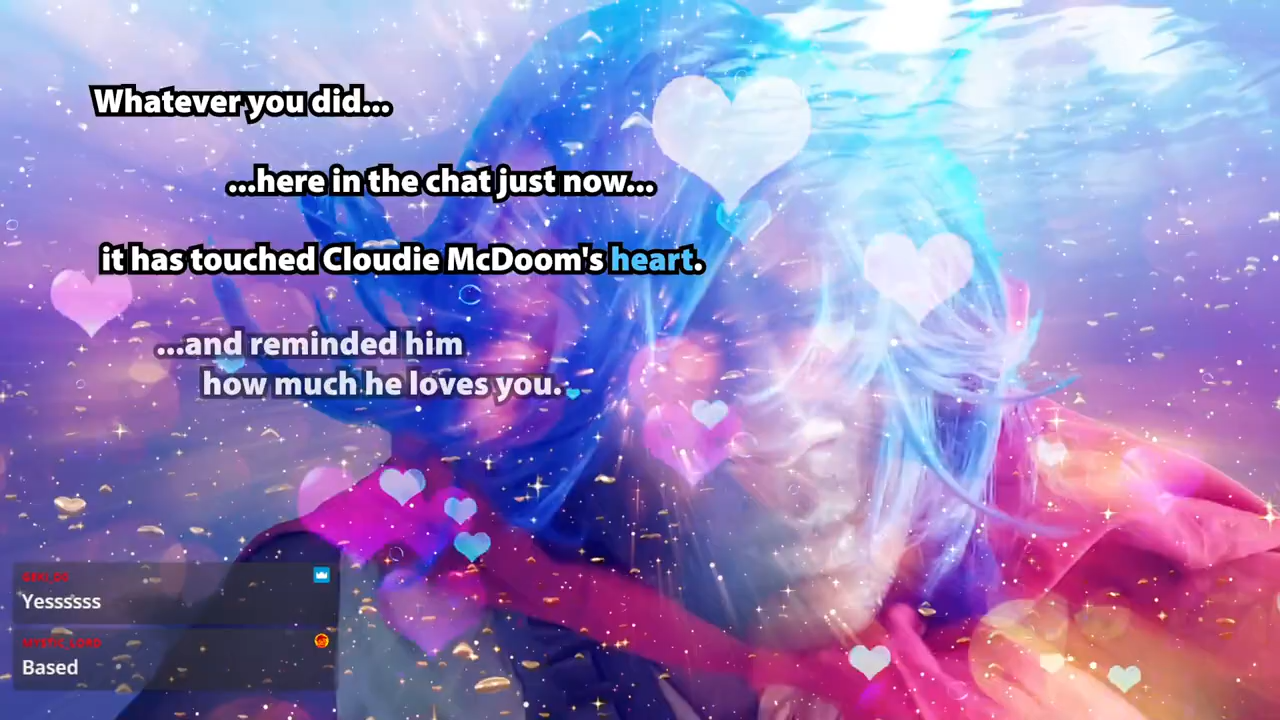 Whatever you did...
...here in the chat just now...
it has touched Cloudie McDoom's heart.
...and reminded him
how much he loves you.
Yessssss
MYSTIC_LORD
Based